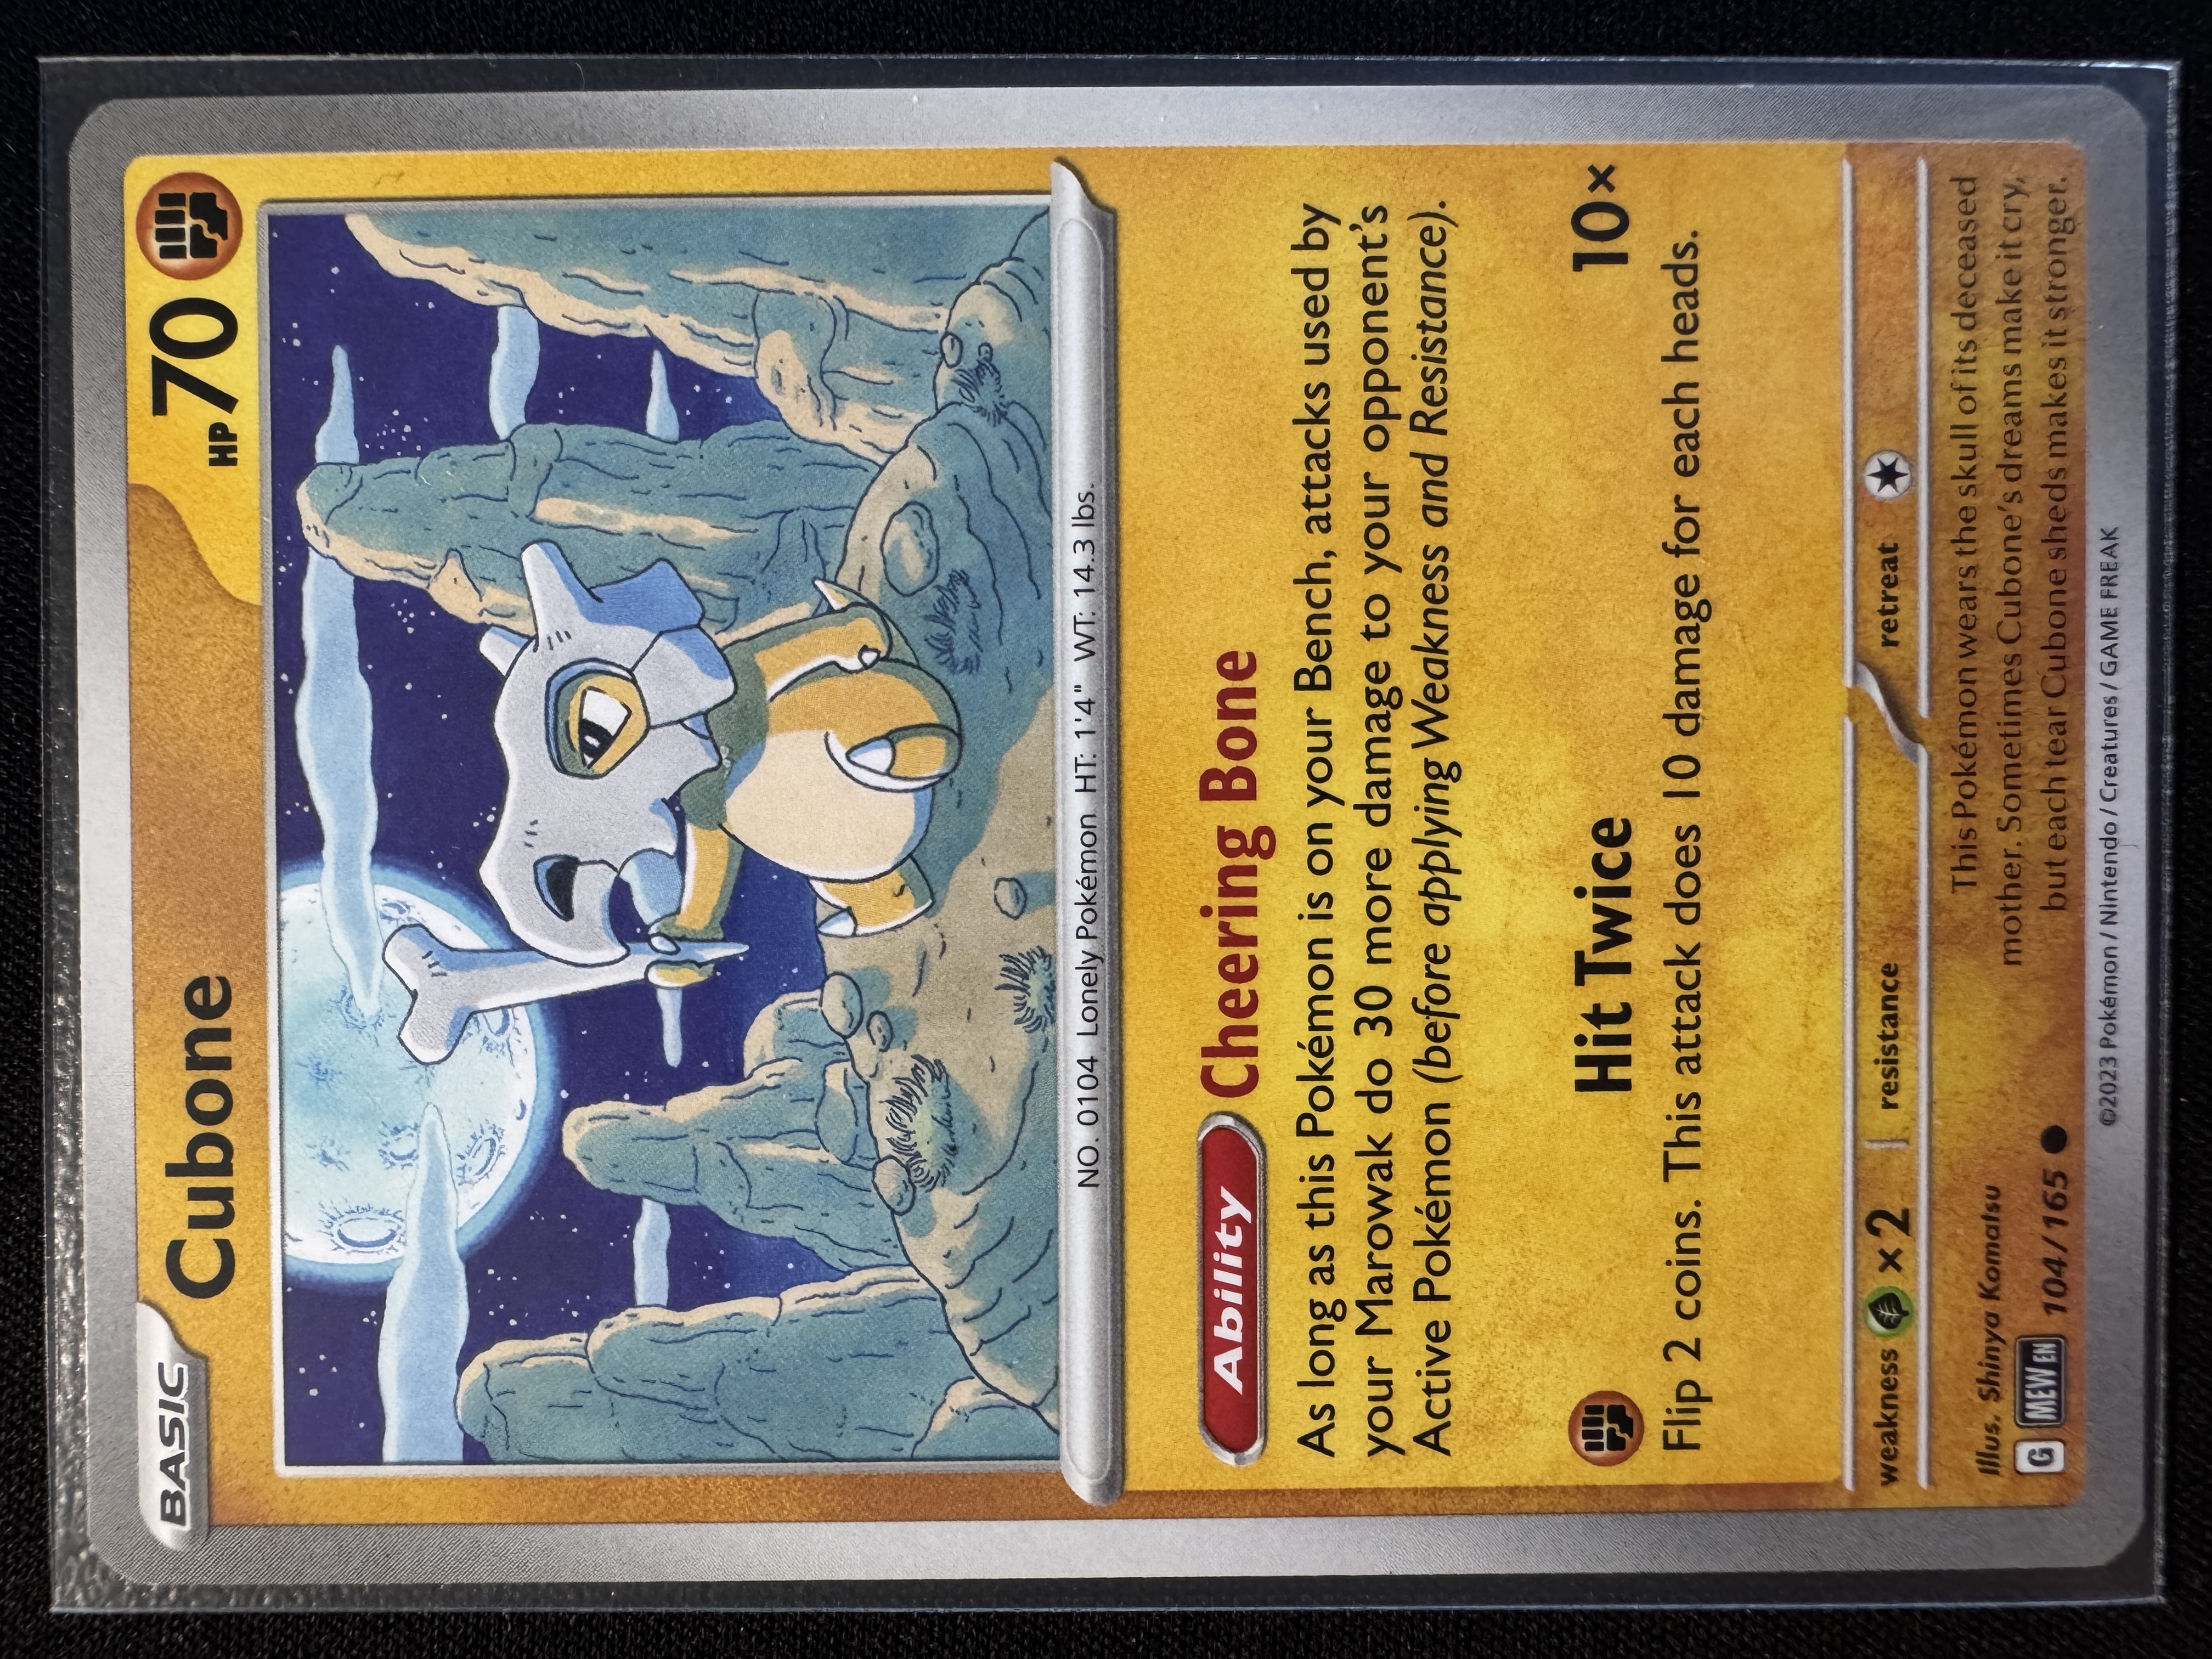 BASIC Cubone HP 70
NO. 0104 Lonely Pokémon HT: 1'4" WT: 14.3 lbs.
Ability Cheering Bone
As long as this Pokémon is on your Bench, attacks used by
your Marowak do 30 more damage to your opponent's
Active Pokémon (before applying Weakness and Resistance).
Hit Twice 10×
Flip 2 coins. This attack does 10 damage for each heads.
weakness ×2 resistance retreat
Illus. Shinya Komatsu
G MEW EN 104/165
This Pokémon wears the skull of its deceased
mother. Sometimes Cubone's dreams make it cry,
but each tear Cubone sheds makes it stronger.
©2023 Pokémon / Nintendo / Creatures / GAME FREAK